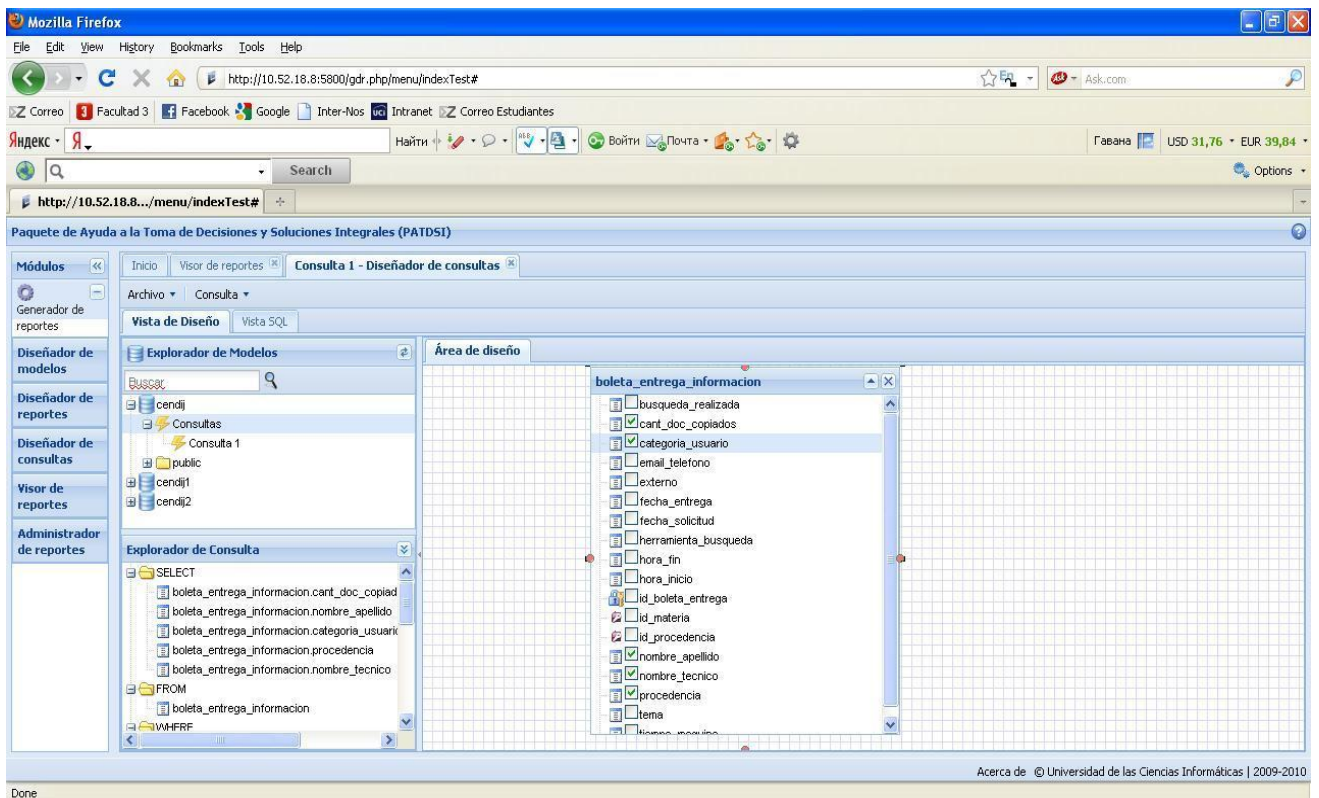 Mozilla Firefox
File Edit View History Bookmarks Tools Help
http://10.52.18.8:5800/gdr.php/menu/indexTest#
Ask.com
Correo Facultad 3 Facebook Google Inter-Nos Intranet Correo Estudiantes
Яндекс Я Найти Войти Почта Гавана USD 31,76 EUR 39,84
Search Options
http://10.52.18.8.../menu/indexTest#
Paquete de Ayuda a la Toma de Decisiones y Soluciones Integrales (PATDSI)
Módulos
Generador de
reportes
Diseñador de
modelos
Diseñador de
reportes
Diseñador de
consultas
Visor de
reportes
Administrador
de reportes
Inicio Visor de reportes Consulta 1 - Diseñador de consultas
Archivo Consulta
Vista de Diseño Vista SQL
Explorador de Modelos
Buscar
cendij
Consultas
Consulta 1
public
cendij1
cendij2
Explorador de Consulta
SELECT
boleta_entrega_informacion.cant_doc_copiad
boleta_entrega_informacion.nombre_apellido
boleta_entrega_informacion.categoria_usuari
boleta_entrega_informacion.procedencia
boleta_entrega_informacion.nombre_tecnico
FROM
boleta_entrega_informacion
WHERE
Área de diseño
boleta_entrega_informacion
busqueda_realizada
cant_doc_copiados
categoria_usuario
email_telefono
externo
fecha_entrega
fecha_solicitud
herramienta_busqueda
hora_fin
hora_inicio
id_boleta_entrega
id_materia
id_procedencia
nombre_apellido
nombre_tecnico
procedencia
tema
Acerca de © Universidad de las Ciencias Informáticas | 2009-2010
Done